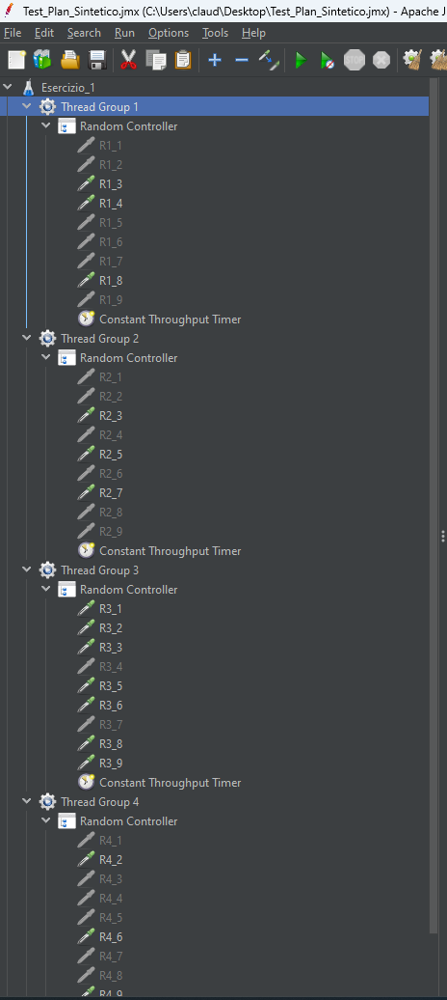 Test_Plan_Sintetico.jmx (C:\Users\claud\Desktop\Test_Plan_Sintetico.jmx) - Apache J
File Edit Search Run Options Tools Help
STOP
Esercizio_1
Thread Group 1
Random Controller
R1_1
R1_2
R1_3
R1_4
R1_5
R1_6
R1_7
R1_8
R1_9
Constant Throughput Timer
Thread Group 2
Random Controller
R2_1
R2_2
R2_3
R2_4
R2_5
R2_6
R2_7
R2_8
R2_9
Constant Throughput Timer
Thread Group 3
Random Controller
R3_1
R3_2
R3_3
R3_4
R3_5
R3_6
R3_7
R3_8
R3_9
Constant Throughput Timer
Thread Group 4
Random Controller
R4_1
R4_2
R4_3
R4_4
R4_5
R4_6
R4_7
R4_8
R4_9